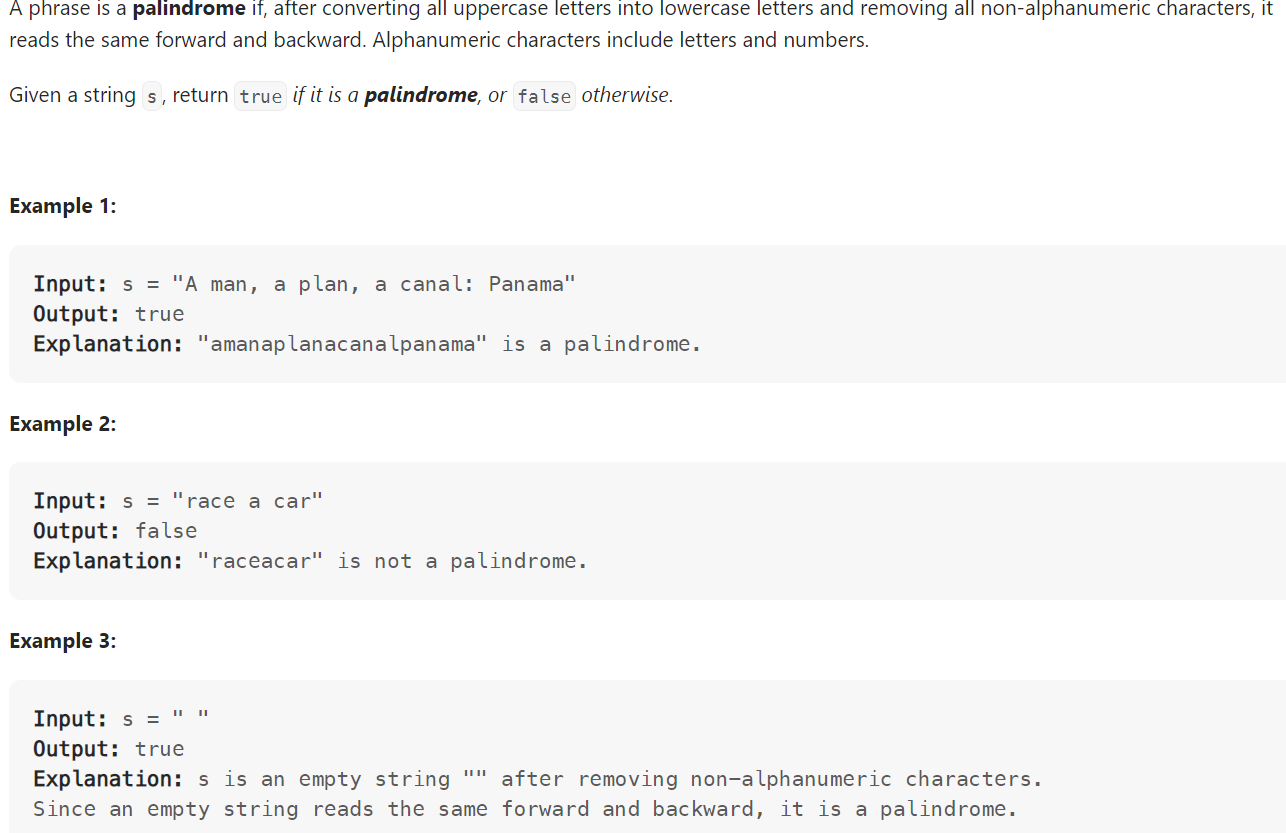 A phrase is a palindrome if, after converting all uppercase letters into lowercase letters and removing all non-alphanumeric characters, it
reads the same forward and backward. Alphanumeric characters include letters and numbers.
Given a string s, return true if it is a palindrome, or false otherwise.
Example 1:
Input: s = "A man, a plan, a canal: Panama"
Output: true
Explanation: "amanaplanacanalpanama" is a palindrome.
Example 2:
Input: s = "race a car"
Output: false
Explanation: "raceacar" is not a palindrome.
Example 3:
Input: s = " "
Output: true
Explanation: s is an empty string "" after removing non-alphanumeric characters.
Since an empty string reads the same forward and backward, it is a palindrome.